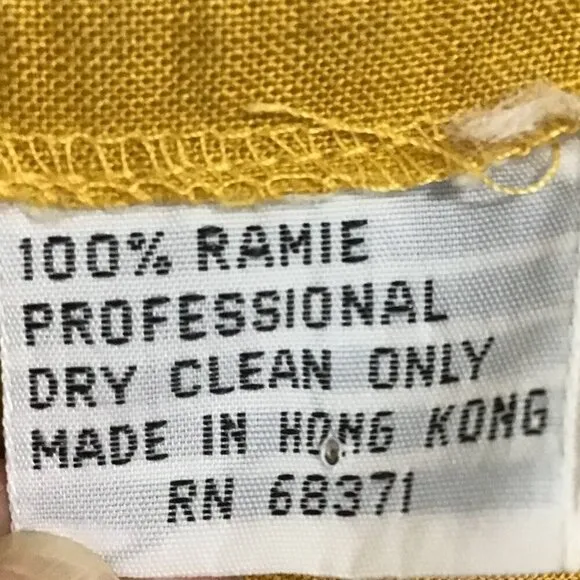 100% RAMIE
PROFESSIONAL
DRY CLEAN ONLY
MADE IN HONG KONG
RN 68371